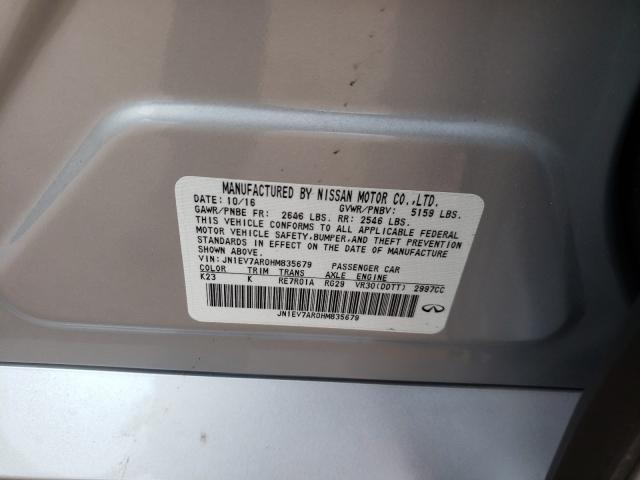 MANUFACTURED BY NISSAN MOTOR CO.,LTD.
DATE: 10/16 GVWR/PNBV: 5159 LBS.
GAWR/PNBE FR: 2646 LBS. RR: 2546 LBS.
THIS VEHICLE CONFORMS TO ALL APPLICABLE FEDERAL
MOTOR VEHICLE SAFETY,BUMPER,AND THEFT PREVENTION
STANDARDS IN EFFECT ON THE DATE OF MANUFACTURE
SHOWN ABOVE.
VIN: JN1EV7AR0HM835679 PASSENGER CAR
COLOR TRIM TRANS AXLE ENGINE
K23 K RE7R01A RG29 VR30(DDTT) 2997CC
JN1EV7AR0HM835679